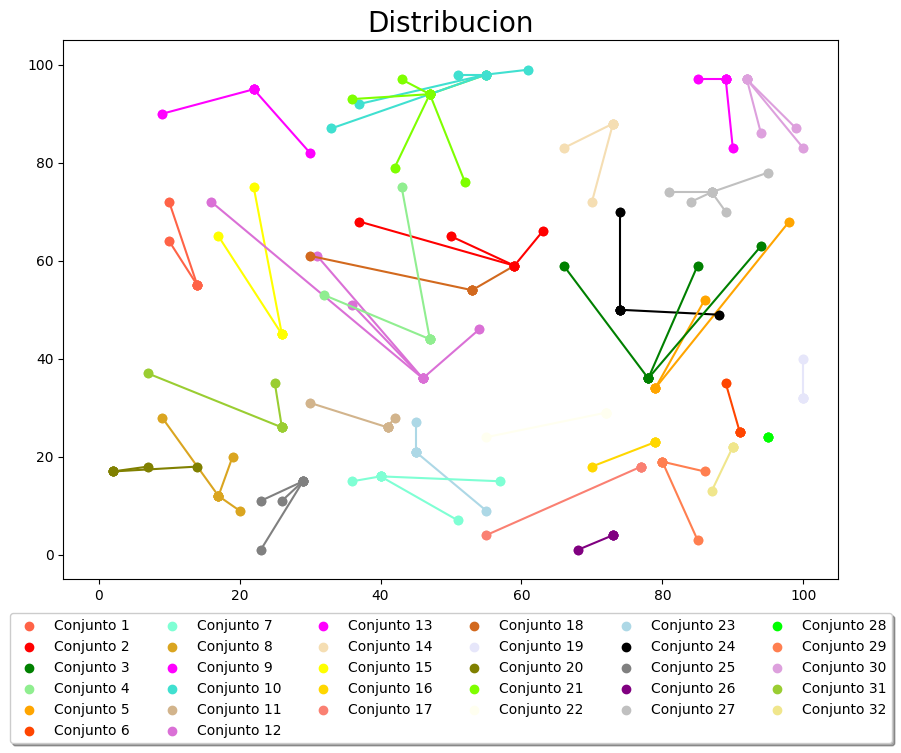 Distribucion
100
80
60
40
20
0
0 20 40 60 80 100
Conjunto 1 Conjunto 7 Conjunto 13 Conjunto 18 Conjunto 23 Conjunto 28
Conjunto 2 Conjunto 8 Conjunto 14 Conjunto 19 Conjunto 24 Conjunto 29
Conjunto 3 Conjunto 9 Conjunto 15 Conjunto 20 Conjunto 25 Conjunto 30
Conjunto 4 Conjunto 10 Conjunto 16 Conjunto 21 Conjunto 26 Conjunto 31
Conjunto 5 Conjunto 11 Conjunto 17 Conjunto 22 Conjunto 27 Conjunto 32
Conjunto 6 Conjunto 12